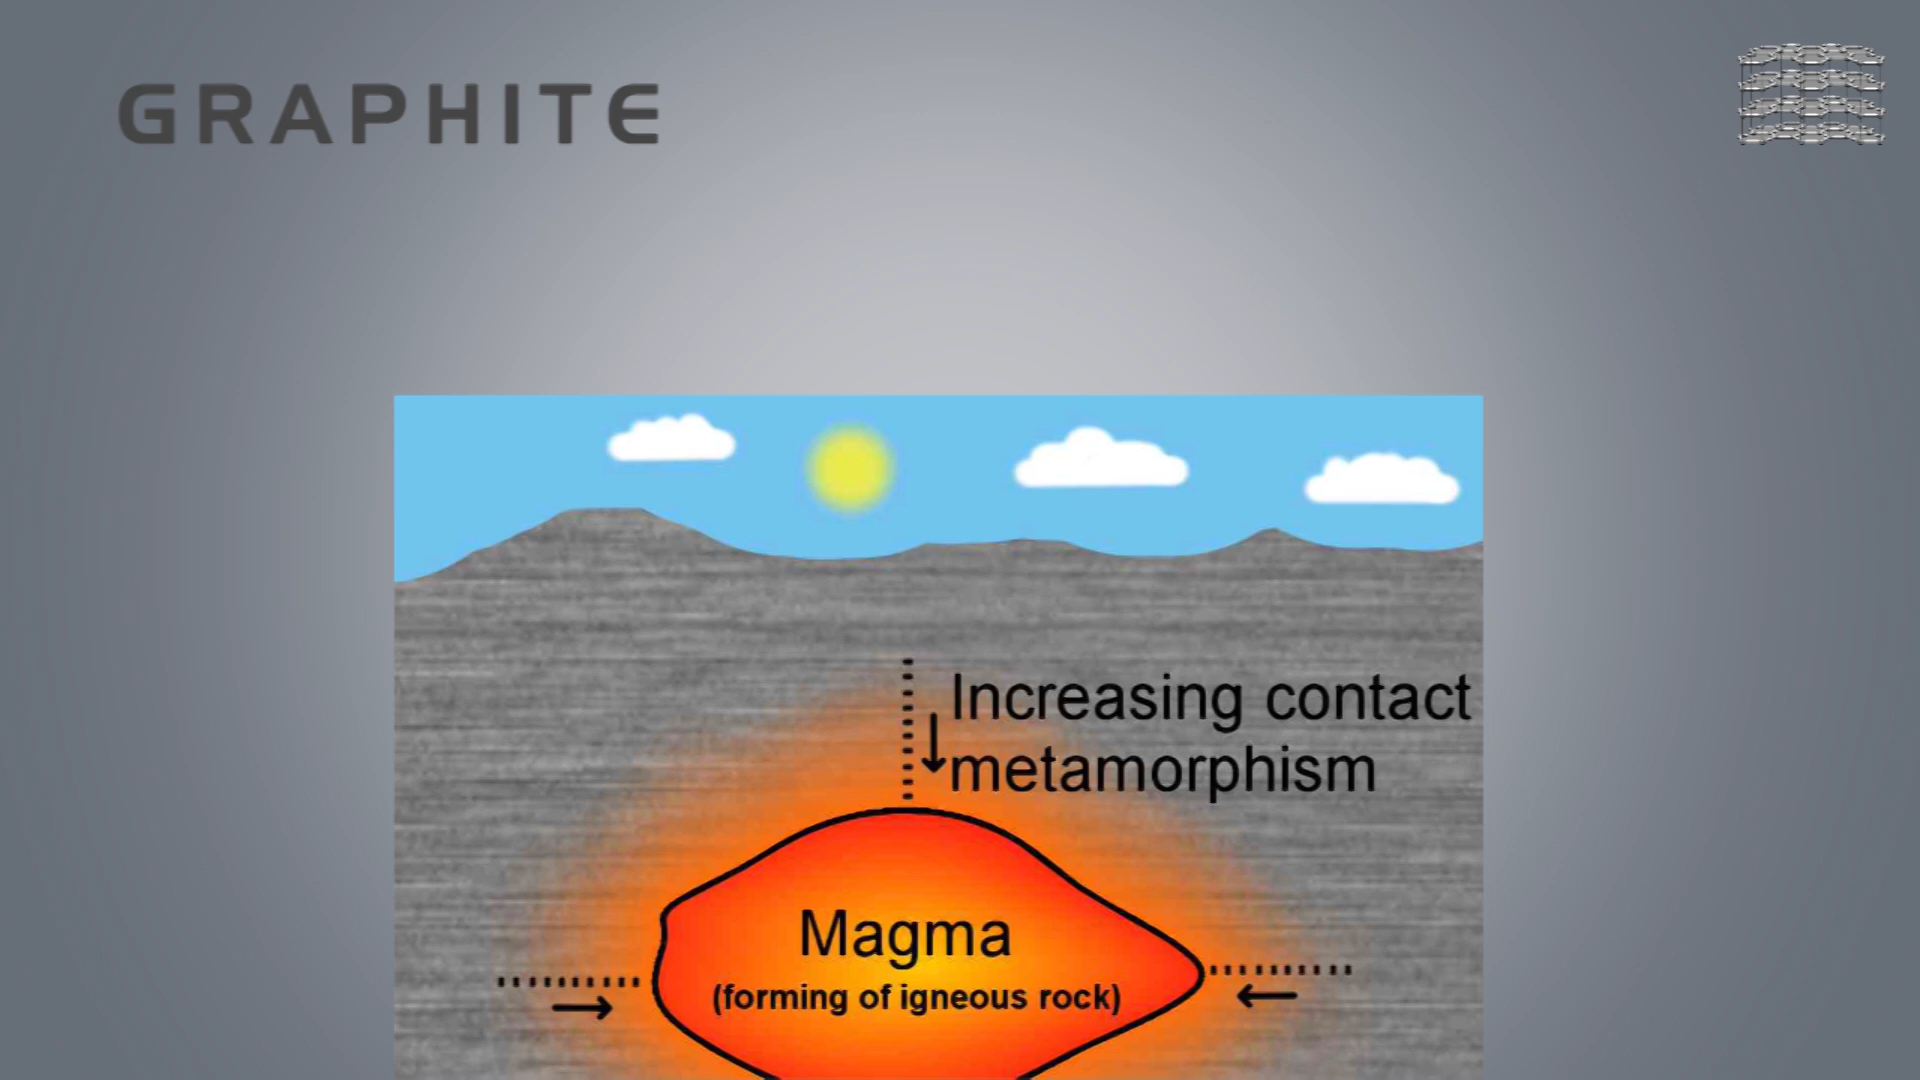 GRAPHITE
Increasing contact
metamorphism
Magma
(forming of igneous rock)